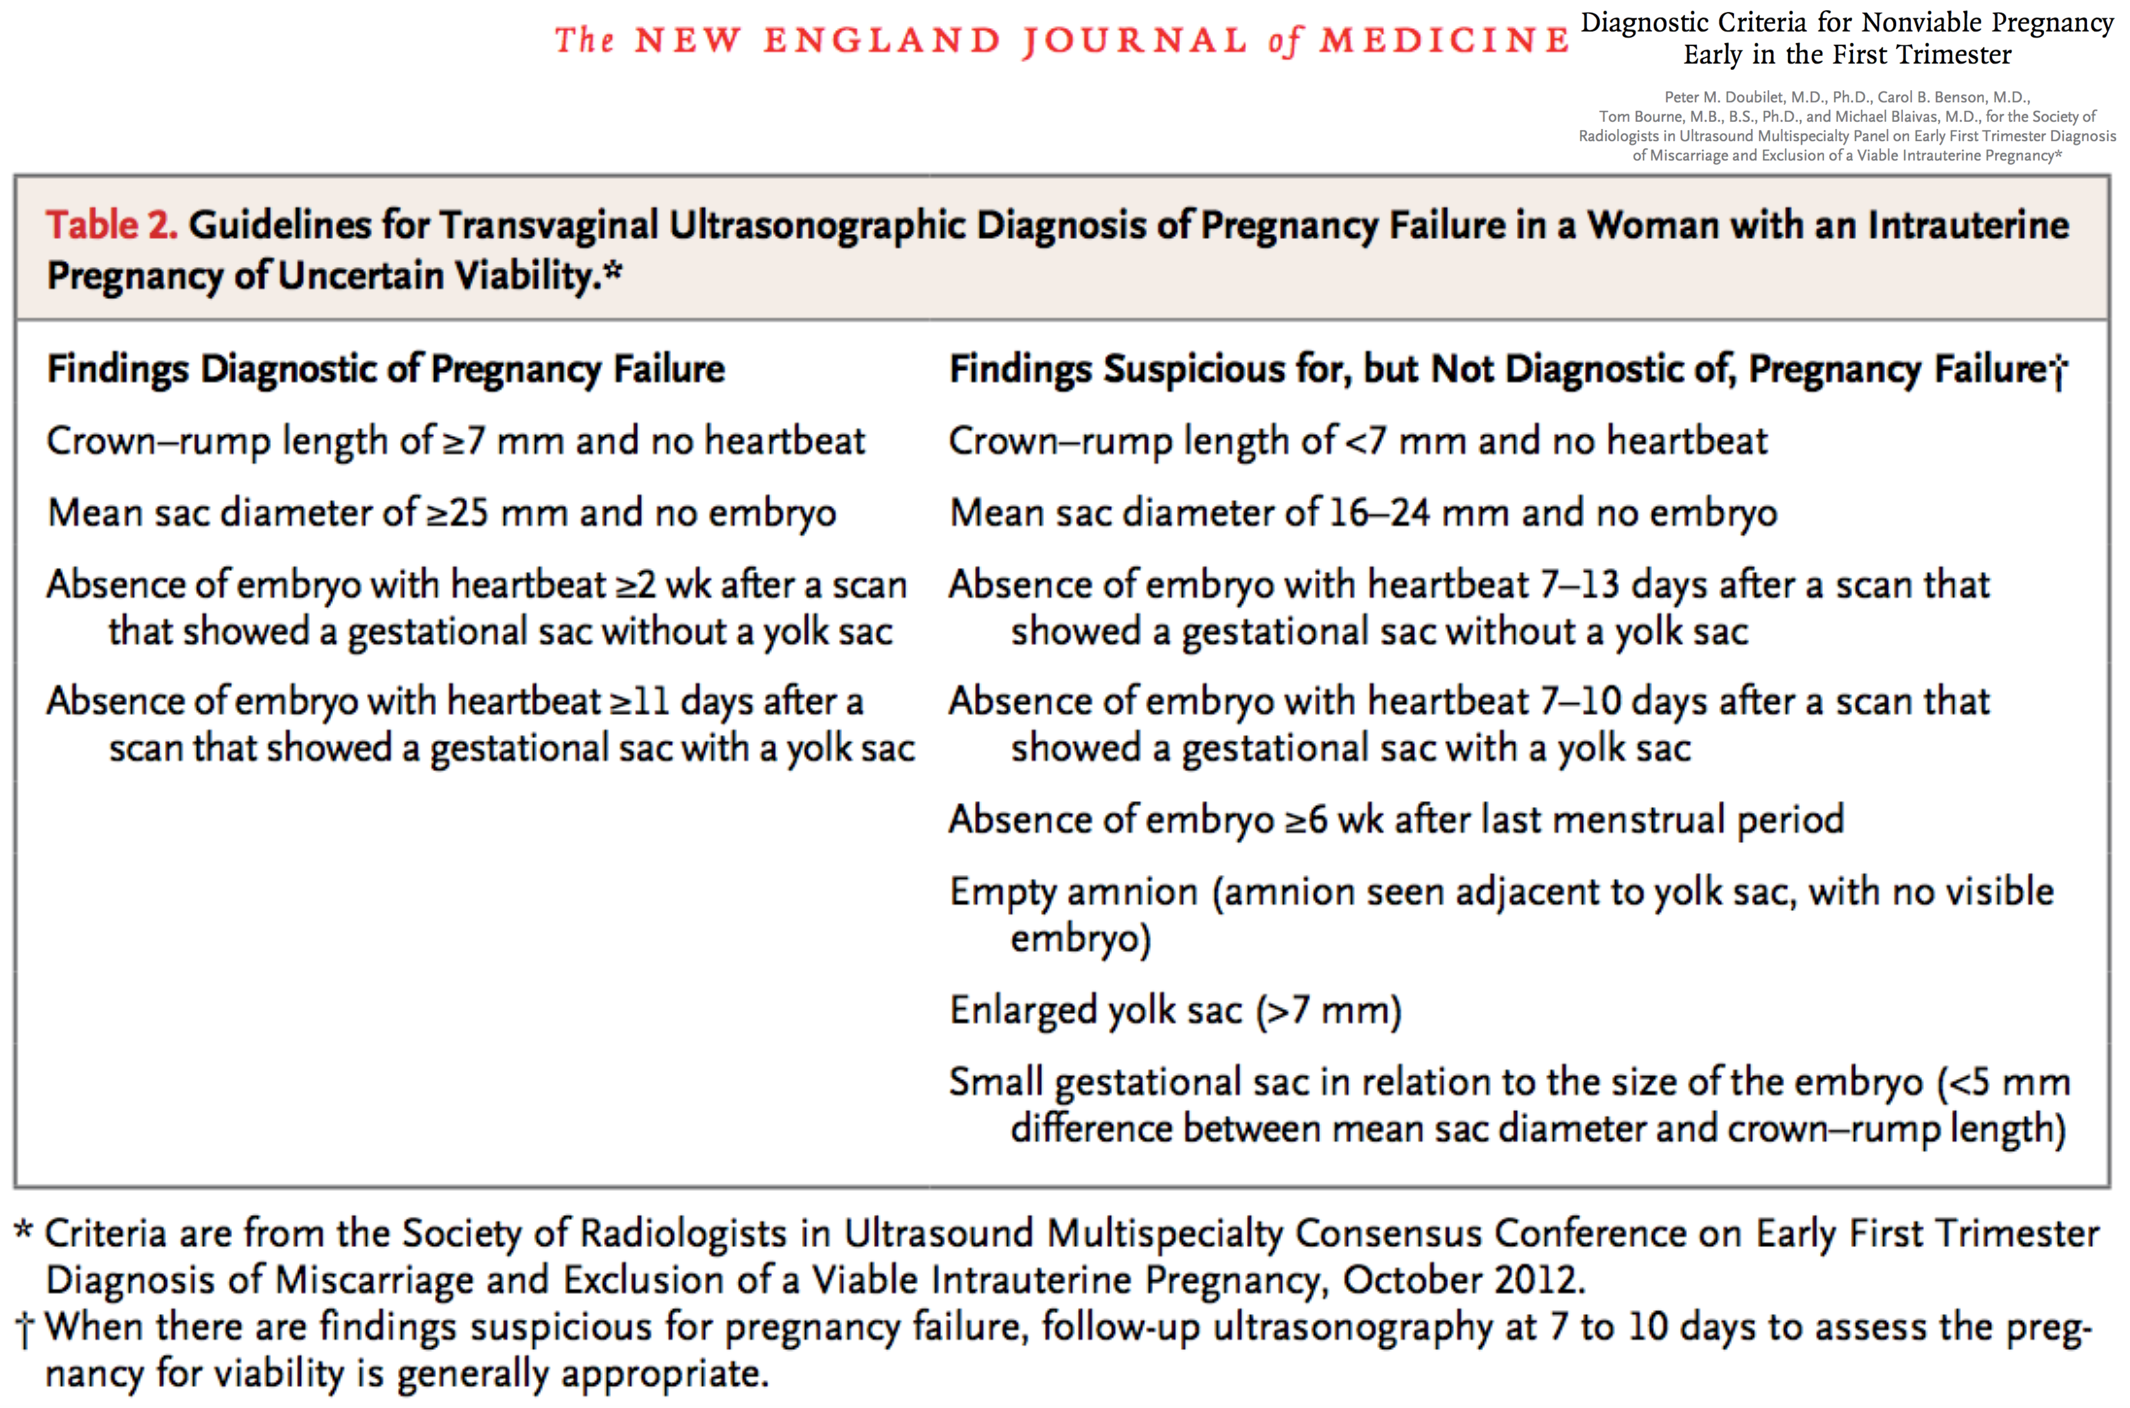 The NEW ENGLAND JOURNAL of MEDICINE
Diagnostic Criteria for Nonviable Pregnancy
Early in the First Trimester
Peter M. Doubilet, M.D., Ph.D., Carol B. Benson, M.D.,
Tom Bourne, M.B., B.S., Ph.D., and Michael Blaivas, M.D., for the Society of
Radiologists in Ultrasound Multispecialty Panel on Early First Trimester Diagnosis
of Miscarriage and Exclusion of a Viable Intrauterine Pregnancy*
Table 2. Guidelines for Transvaginal Ultrasonographic Diagnosis of Pregnancy Failure in a Woman with an Intrauterine
Pregnancy of Uncertain Viability.*
Findings Diagnostic of Pregnancy Failure
Crown–rump length of ≥7 mm and no heartbeat
Mean sac diameter of ≥25 mm and no embryo
Absence of embryo with heartbeat ≥2 wk after a scan
that showed a gestational sac without a yolk sac
Absence of embryo with heartbeat ≥11 days after a
scan that showed a gestational sac with a yolk sac
Findings Suspicious for, but Not Diagnostic of, Pregnancy Failure†
Crown–rump length of <7 mm and no heartbeat
Mean sac diameter of 16–24 mm and no embryo
Absence of embryo with heartbeat 7–13 days after a scan that
showed a gestational sac without a yolk sac
Absence of embryo with heartbeat 7–10 days after a scan that
showed a gestational sac with a yolk sac
Absence of embryo ≥6 wk after last menstrual period
Empty amnion (amnion seen adjacent to yolk sac, with no visible
embryo)
Enlarged yolk sac (>7 mm)
Small gestational sac in relation to the size of the embryo (<5 mm
difference between mean sac diameter and crown–rump length)
* Criteria are from the Society of Radiologists in Ultrasound Multispecialty Consensus Conference on Early First Trimester
Diagnosis of Miscarriage and Exclusion of a Viable Intrauterine Pregnancy, October 2012.
† When there are findings suspicious for pregnancy failure, follow-up ultrasonography at 7 to 10 days to assess the preg-
nancy for viability is generally appropriate.